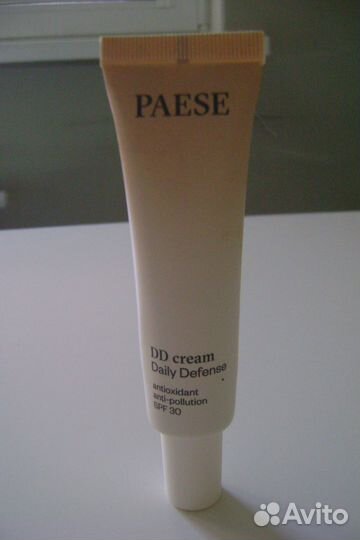 PAESE
DD cream
Daily Defense
antioxidant
anti-pollution
SPF 30
Avito